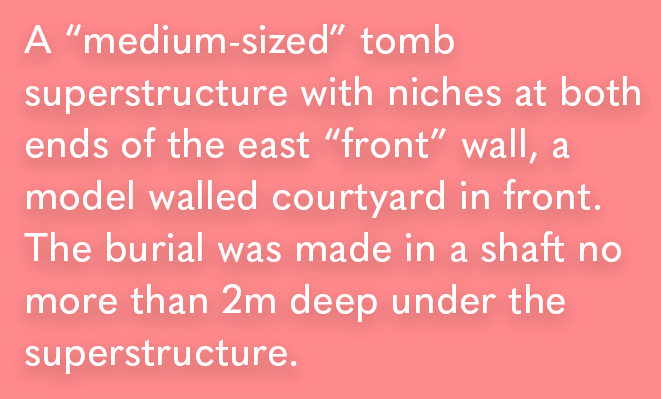 A “medium-sized” tomb
superstructure with niches at both
ends of the east “front” wall, a
model walled courtyard in front.
The burial was made in a shaft no
more than 2m deep under the
superstructure.